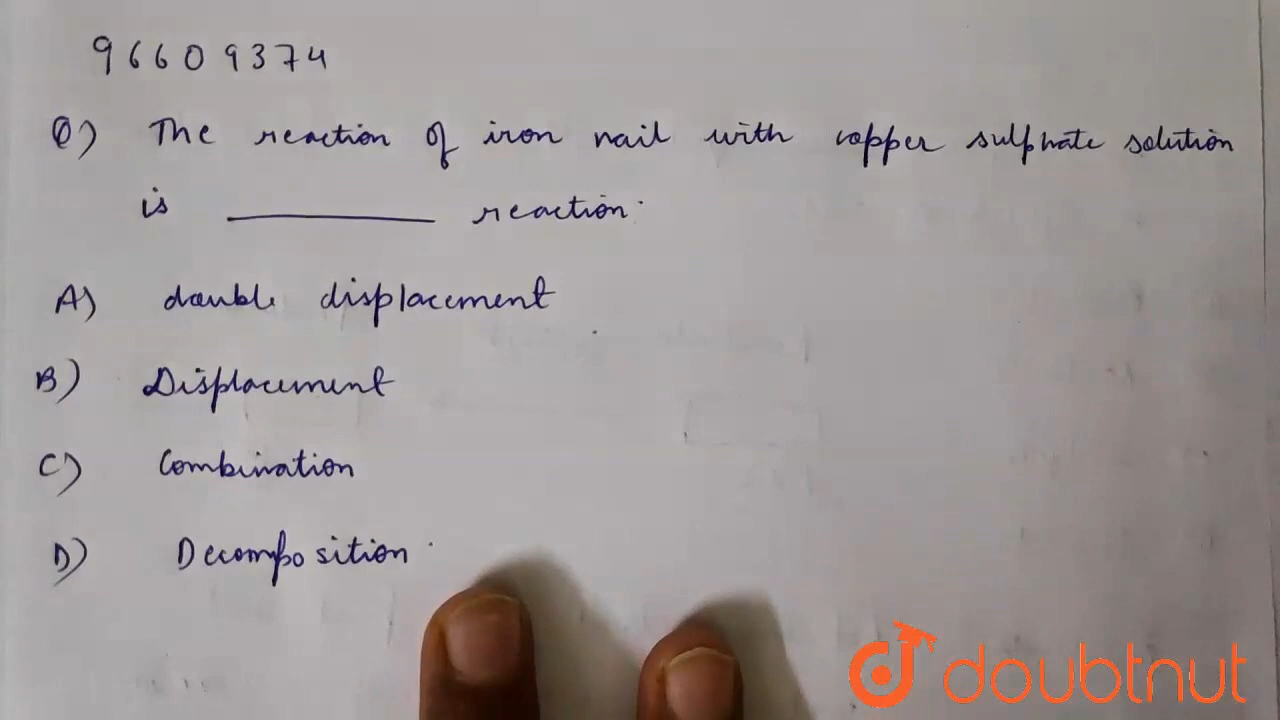 96609374
Q) The reaction of iron nail with copper sulphate solution
is ________ reaction.
A) double displacement
B) Displacement
C) Combination
D) Decomposition.
doubtnut